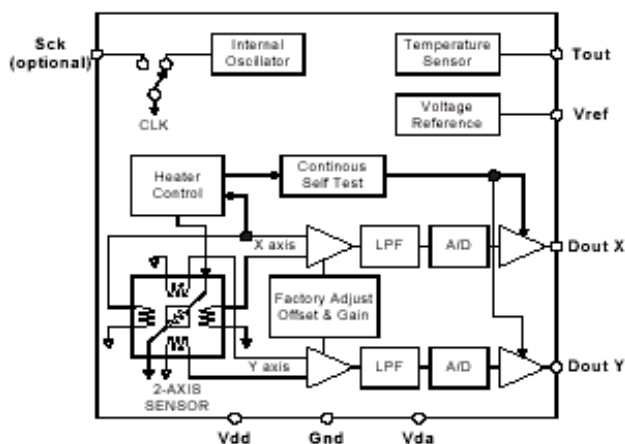 Sck
(optional)
Internal
Oscillator
CLK
Temperature
Sensor
Tout
Voltage
Reference
Vref
Heater
Control
Continous
Self Test
X axis
LPF
A/D
Dout X
Factory Adjust
Offset & Gain
Y axis
LPF
A/D
Dout Y
2-AXIS
SENSOR
Vdd
Gnd
Vda